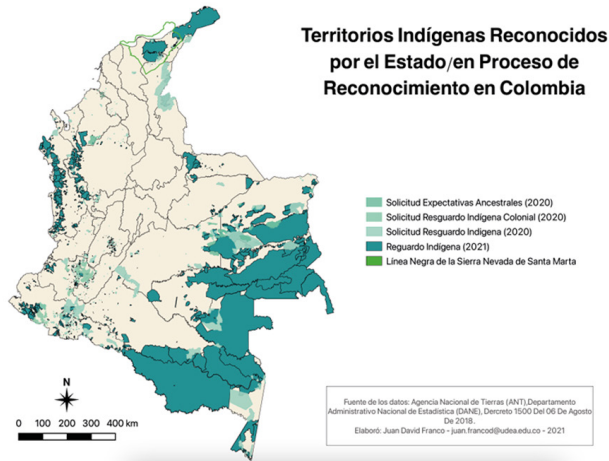 Territorios Indígenas Reconocidos
por el Estado/en Proceso de
Reconocimiento en Colombia
Solicitud Expectativas Ancestrales (2020)
Solicitud Resguardo Indígena Colonial (2020)
Solicitud Resguardo Indígena (2020)
Reguardo Indígena (2021)
Línea Negra de la Sierra Nevada de Santa Marta
N
0 100 200 300 400 km
Fuente de los datos: Agencia Nacional de Tierras (ANT),Departamento
Administrativo Nacional de Estadística (DANE), Dercreto 1500 Del 06 De Agosto
De 2018.
Elaboró: Juan David Franco - juan.francod@udea.edu.co - 2021